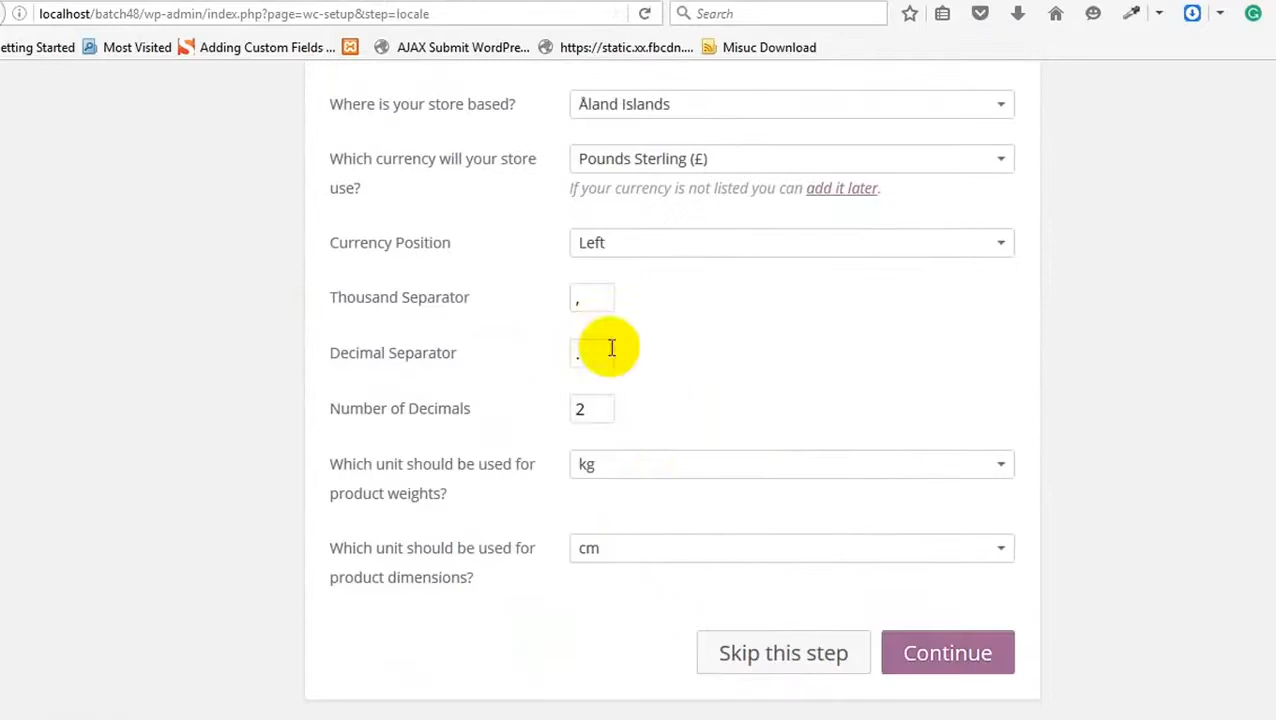 localhost/batch48/wp-admin/index.php?page=wc-setup&step=locale
Search
etting Started
Most Visited
Adding Custom Fields ...
AJAX Submit WordPre...
https://static.xx.fbcdn....
Misuc Download
Where is your store based?
Åland Islands
Which currency will your store
use?
Pounds Sterling (£)
If your currency is not listed you can add it later.
Currency Position
Left
Thousand Separator
,
Decimal Separator
.
Number of Decimals
2
Which unit should be used for
product weights?
kg
Which unit should be used for
product dimensions?
cm
Skip this step
Continue